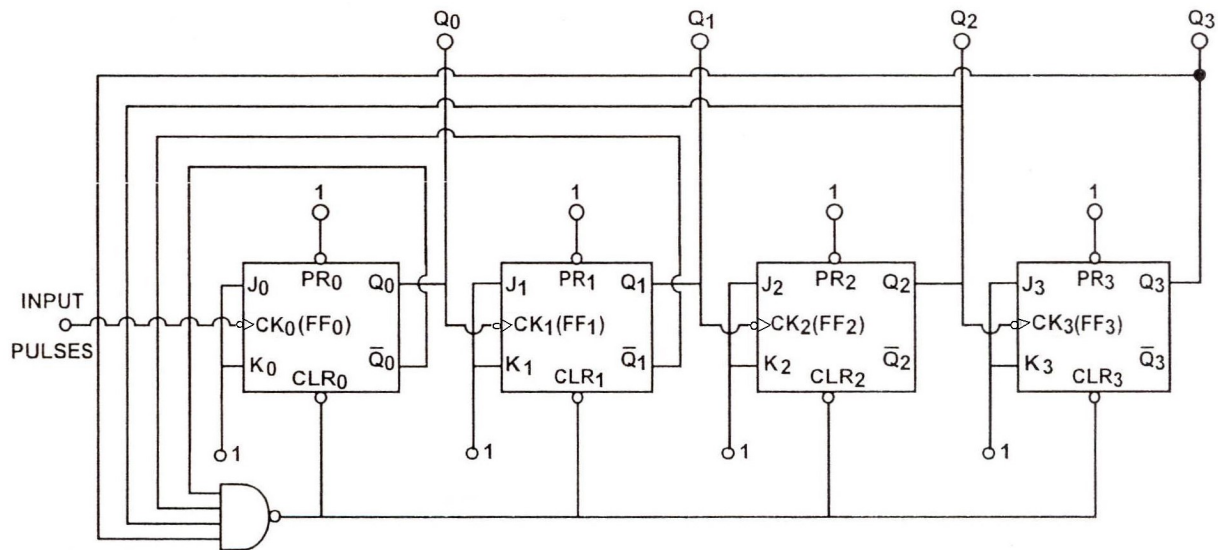 Q0 Q1 Q2 Q3
1 1 1 1
J0 PR0 Q0 J1 PR1 Q1 J2 PR2 Q2 J3 PR3 Q3
INPUT PULSES
CK0(FF0) CK1(FF1) CK2(FF2) CK3(FF3)
K0 CLR0 Q̅0 K1 CLR1 Q̅1 K2 CLR2 Q̅2 K3 CLR3 Q̅3
1 1 1 1